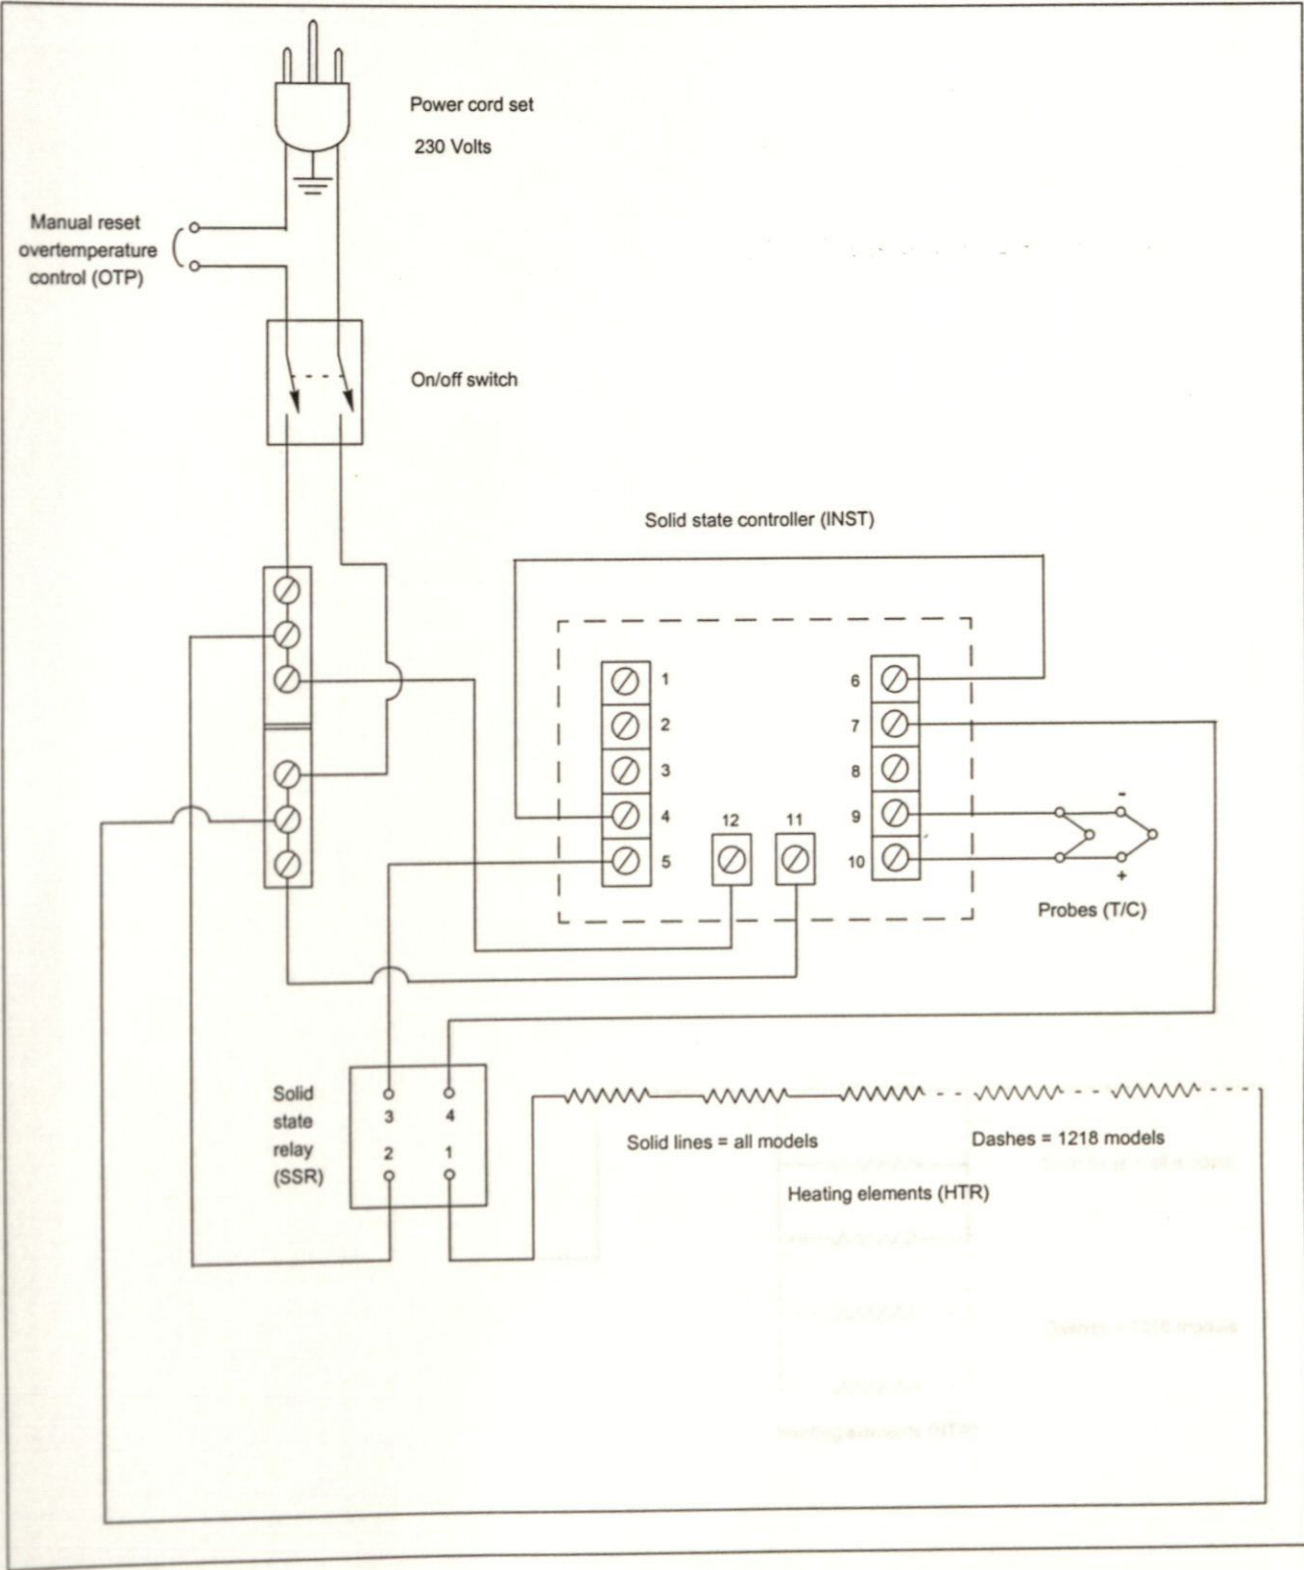 Power cord set
230 Volts
Manual reset
overtemperature
control (OTP)
On/off switch
Solid state controller (INST)
1
2
3
4
5
12
11
6
7
8
9
10
-
+
Probes (T/C)
Solid
state
relay
(SSR)
3
4
2
1
Solid lines = all models
Dashes = 1218 models
Heating elements (HTR)